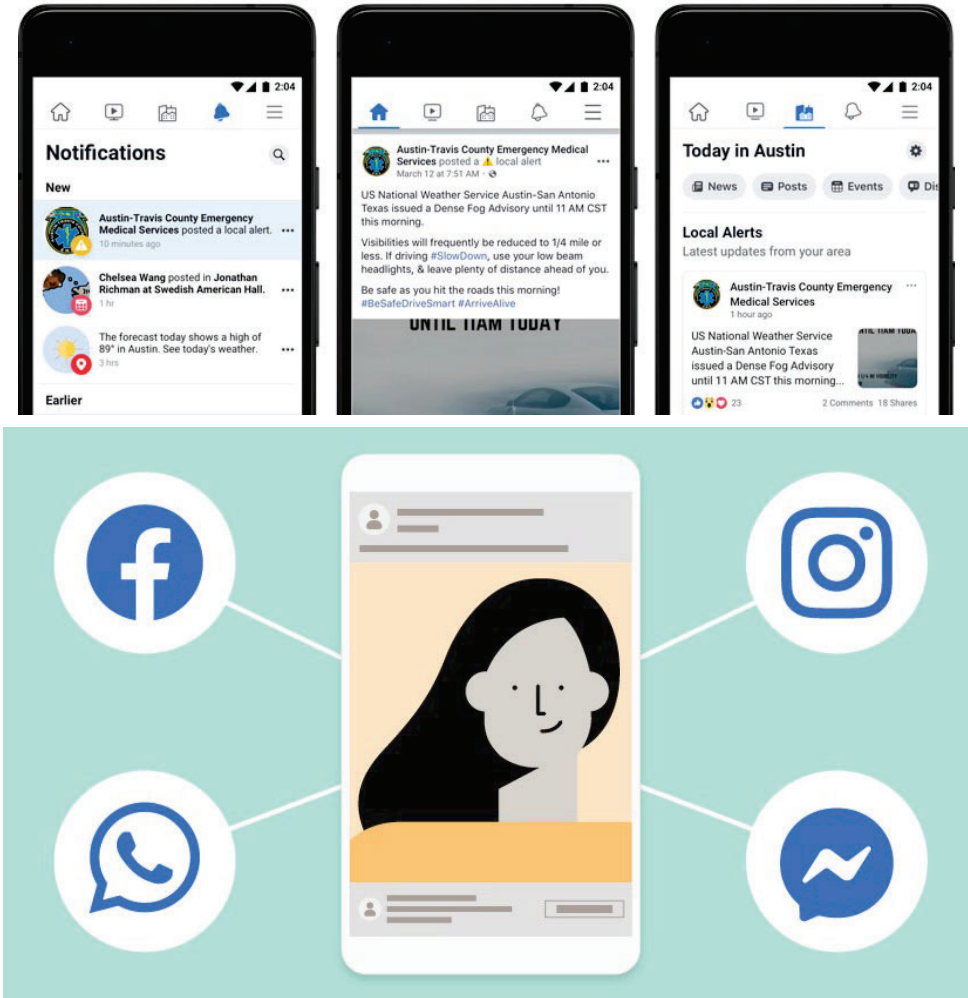 2:04
Notifications
New
Austin-Travis County Emergency
Medical Services posted a local alert.
10 minutes ago
Chelsea Wang posted in Jonathan
Richman at Swedish American Hall.
1 hr
The forecast today shows a high of
89° in Austin. See today's weather.
3 hrs
Earlier
2:04
Austin-Travis County Emergency Medical
Services posted a local alert
March 12 at 7:51 AM
US National Weather Service Austin-San Antonio
Texas issued a Dense Fog Advisory until 11 AM CST
this morning.
Visibilities will frequently be reduced to 1/4 mile or
less. If driving #SlowDown, use your low beam
headlights, & leave plenty of distance ahead of you.
Be safe as you hit the roads this morning!
#BeSafeDriveSmart #ArriveAlive
UNTIL 11AM TODAY
2:04
Today in Austin
News Posts Events Dis
Local Alerts
Latest updates from your area
Austin-Travis County Emergency
Medical Services
1 hour ago
US National Weather Service
Austin-San Antonio Texas
issued a Dense Fog Advisory
until 11 AM CST this morning...
23 2 Comments 18 Shares